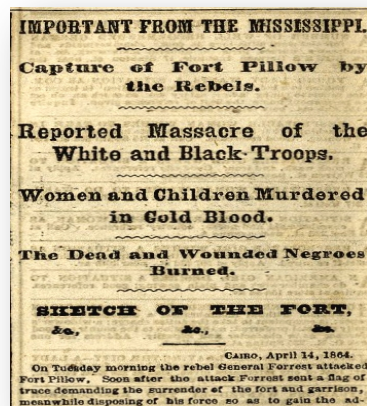 IMPORTANT FROM THE MISSISSIPPI.
Capture of Fort Pillow by
the Rebels.
Reported Massacre of the
White and Black Troops.
Women and Children Murdered
in Cold Blood.
The Dead and Wounded Negroes
Burned.
SKETCH OF THE FORT,
&c., &c., &c.
CAIRO, April 14, 1864.
On Tuesday morning the rebel General Forrest attacked
Fort Pillow. Soon after the attack Forrest sent a flag of
truce demanding the surrender of the fort and garrison,
meanwhile disposing of his force so as to gain the ad-